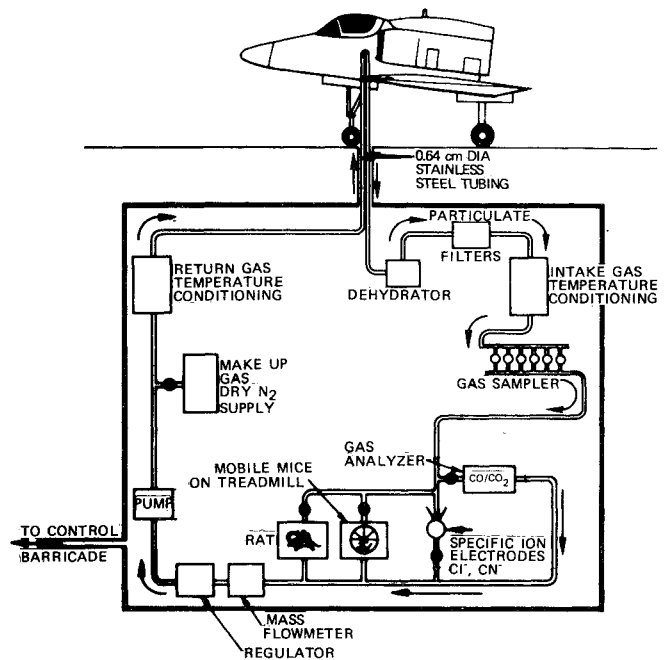 0.64 cm DIA
STAINLESS
STEEL TUBING
PARTICULATE
FILTERS
RETURN GAS
TEMPERATURE
CONDITIONING
DEHYDRATOR
INTAKE GAS
TEMPERATURE
CONDITIONING
MAKE UP
GAS
DRY N2
SUPPLY
GAS SAMPLER
GAS
ANALYZER
MOBILE MICE
ON TREADMILL
CO/CO2
PUMP
TO CONTROL
BARRICADE
RAT
SPECIFIC ION
ELECTRODES
Cl⁻, CN⁻
MASS
FLOWMETER
REGULATOR